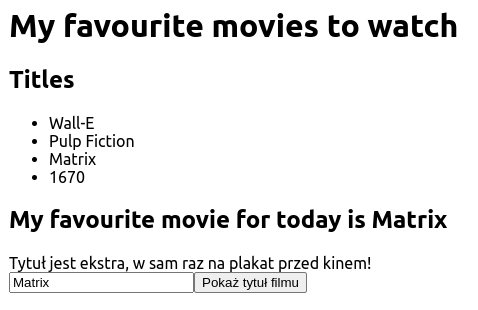 My favourite movies to watch
Titles
Wall-E
Pulp Fiction
Matrix
1670
My favourite movie for today is Matrix
Tytuł jest ekstra, w sam raz na plakat przed kinem!
Matrix Pokaż tytuł filmu